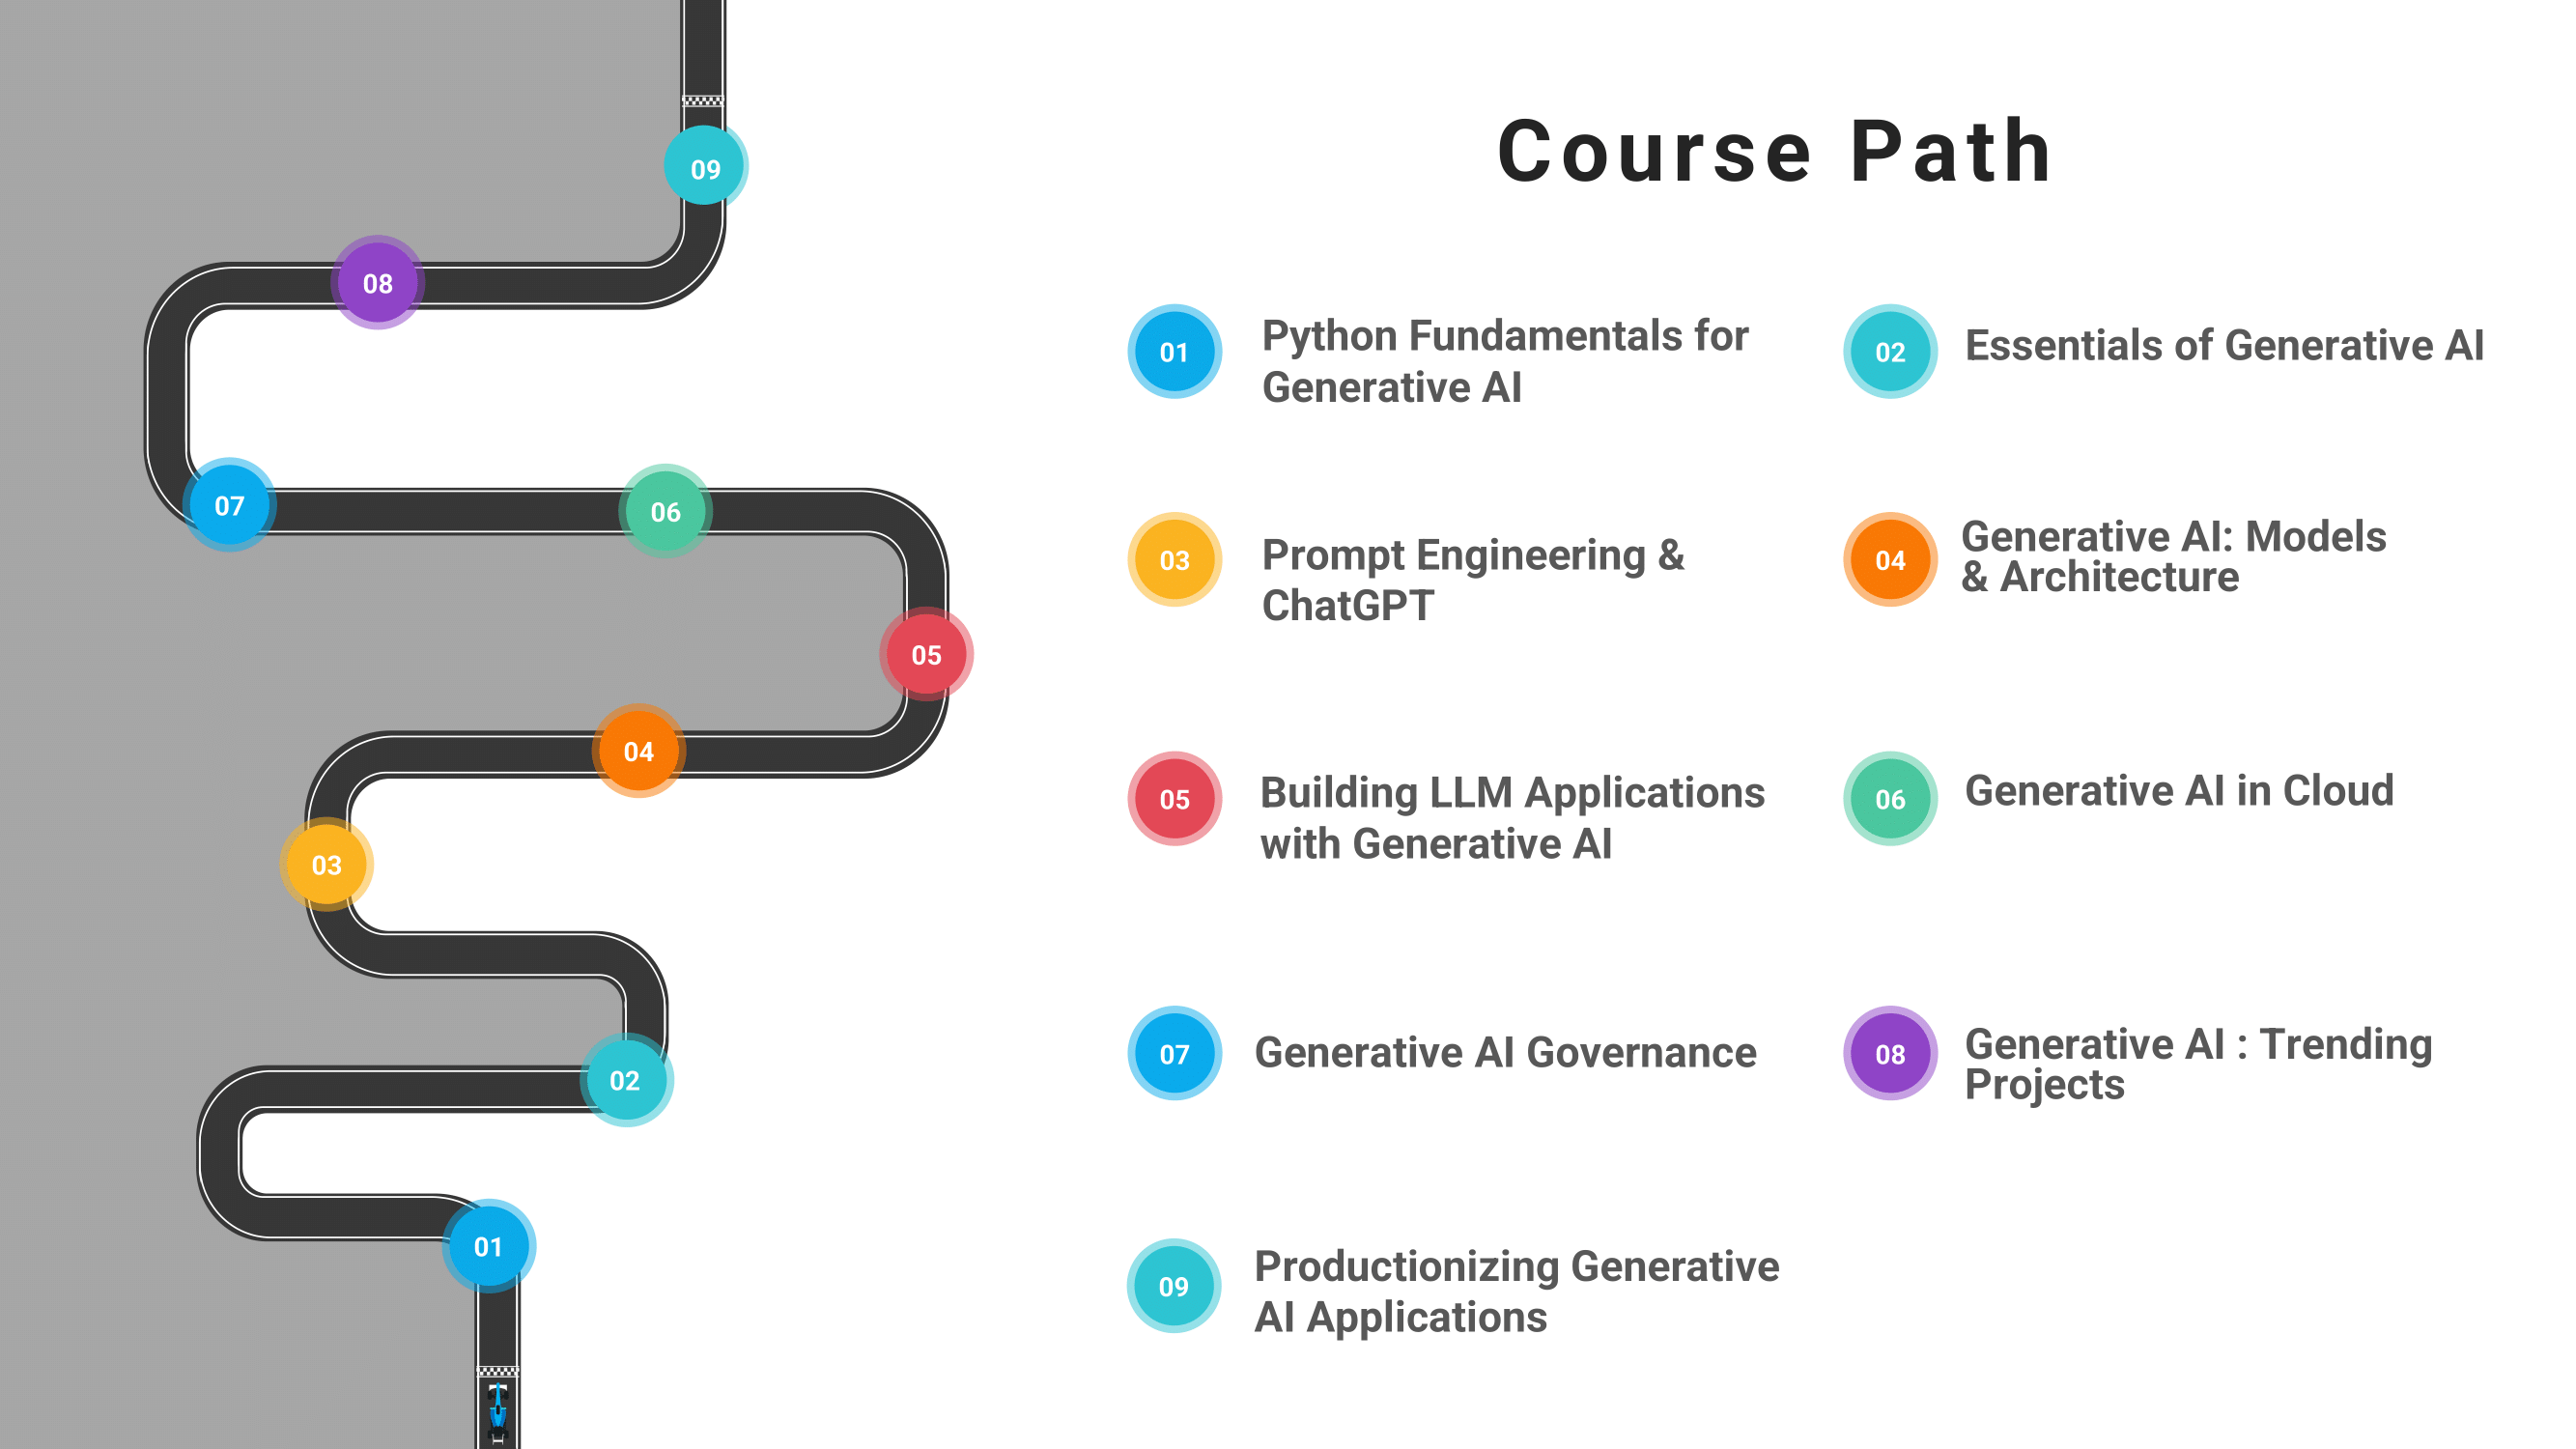 Course Path
01
Python Fundamentals for
Generative AI
02
Essentials of Generative AI
03
Prompt Engineering &
ChatGPT
04
Generative AI: Models
& Architecture
05
Building LLM Applications
with Generative AI
06
Generative AI in Cloud
07
Generative AI Governance
08
Generative AI : Trending
Projects
09
Productionizing Generative
AI Applications
09
08
07
06
05
04
03
02
01